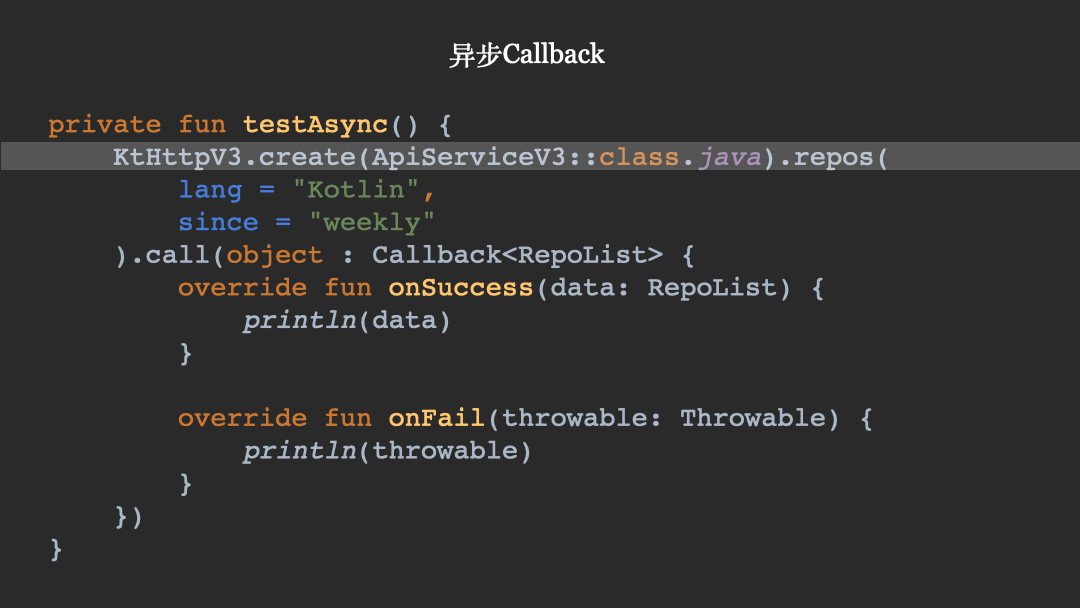 异步Callback
private fun testAsync() {
    KtHttpV3.create(ApiServiceV3::class.java).repos(
        lang = "Kotlin",
        since = "weekly"
    ).call(object : Callback<RepoList> {
        override fun onSuccess(data: RepoList) {
            println(data)
        }

        override fun onFail(throwable: Throwable) {
            println(throwable)
        }
    })
}